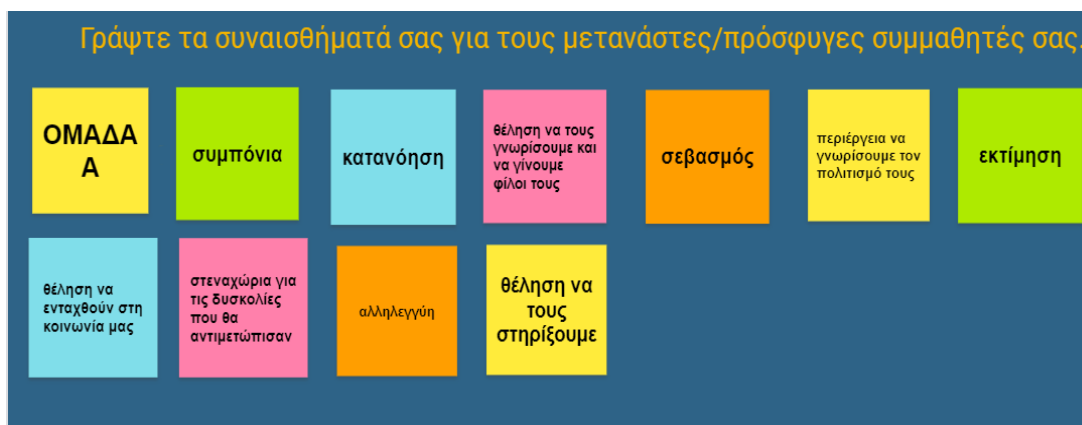 Γράψτε τα συναισθήματά σας για τους μετανάστες/πρόσφυγες συμμαθητές σας.
ΟΜΑΔΑ
Α
συμπόνια
κατανόηση
θέληση να τους
γνωρίσουμε και
να γίνουμε
φίλοι τους
σεβασμός
περιέργεια να
γνωρίσουμε τον
πολιτισμό τους
εκτίμηση
θέληση να
ενταχθούν στη
κοινωνία μας
στεναχώρια για
τις δυσκολίες
που θα
αντιμετώπισαν
αλληλεγγύη
θέληση να
τους
στηρίξουμε